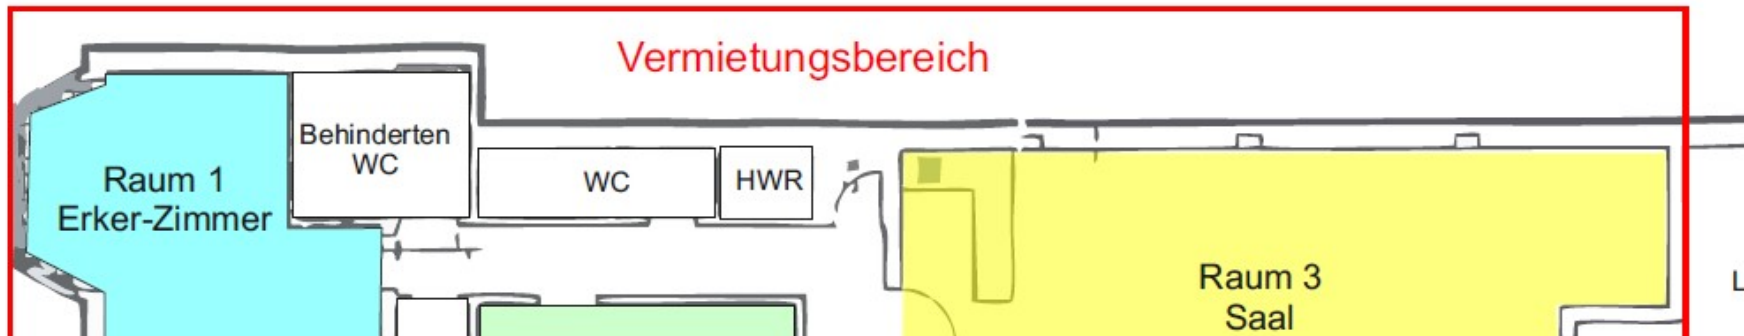 Vermietungsbereich
Behinderten
WC
Raum 1
Erker-Zimmer
WC
HWR
Raum 3
Saal